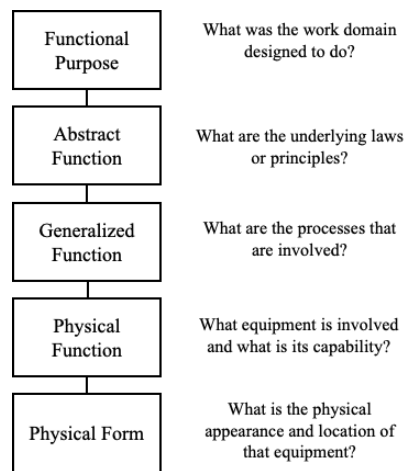 Functional
Purpose
What was the work domain
designed to do?
Abstract
Function
What are the underlying laws
or principles?
Generalized
Function
What are the processes that
are involved?
Physical
Function
What equipment is involved
and what is its capability?
Physical Form
What is the physical
appearance and location of
that equipment?